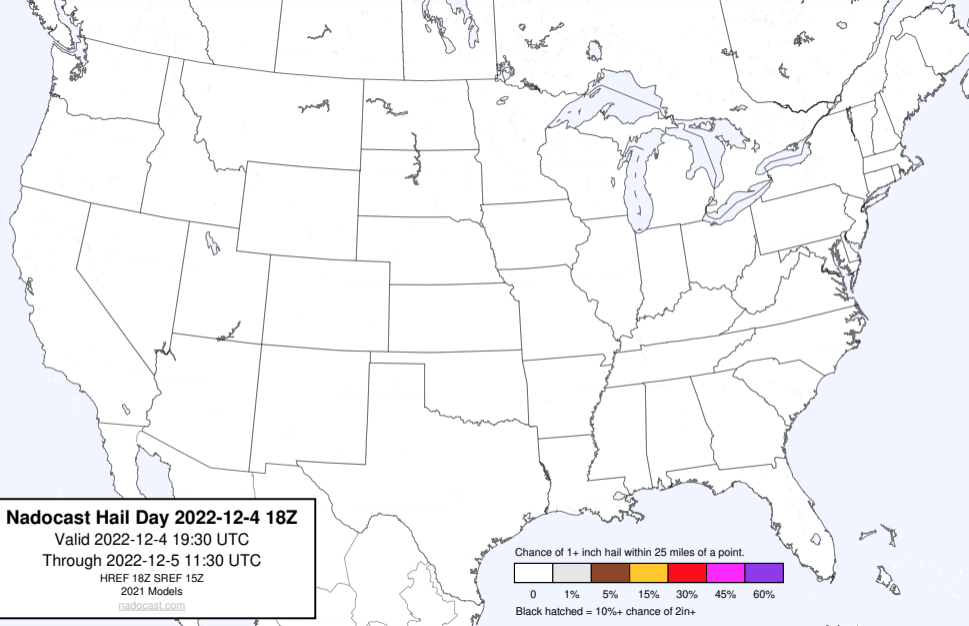 Nadocast Hail Day 2022-12-4 18Z
Valid 2022-12-4 19:30 UTC
Through 2022-12-5 11:30 UTC
HREF 18Z SREF 15Z
2021 Models
nadocast.com
Chance of 1+ inch hail within 25 miles of a point.
0 1% 5% 15% 30% 45% 60%
Black hatched = 10%+ chance of 2in+